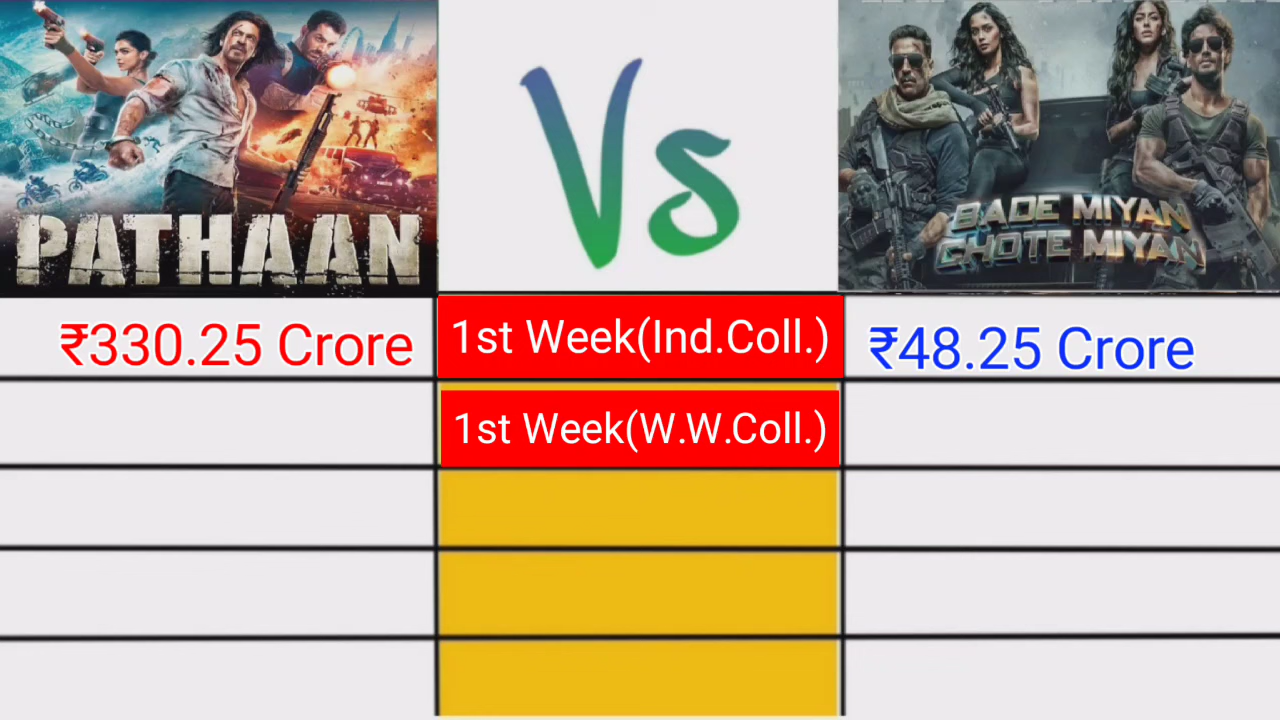 PATHAAN
Vs
BADE MIYAN
CHOTE MIYAN
₹330.25 Crore
1st Week(Ind.Coll.)
₹48.25 Crore
1st Week(W.W.Coll.)